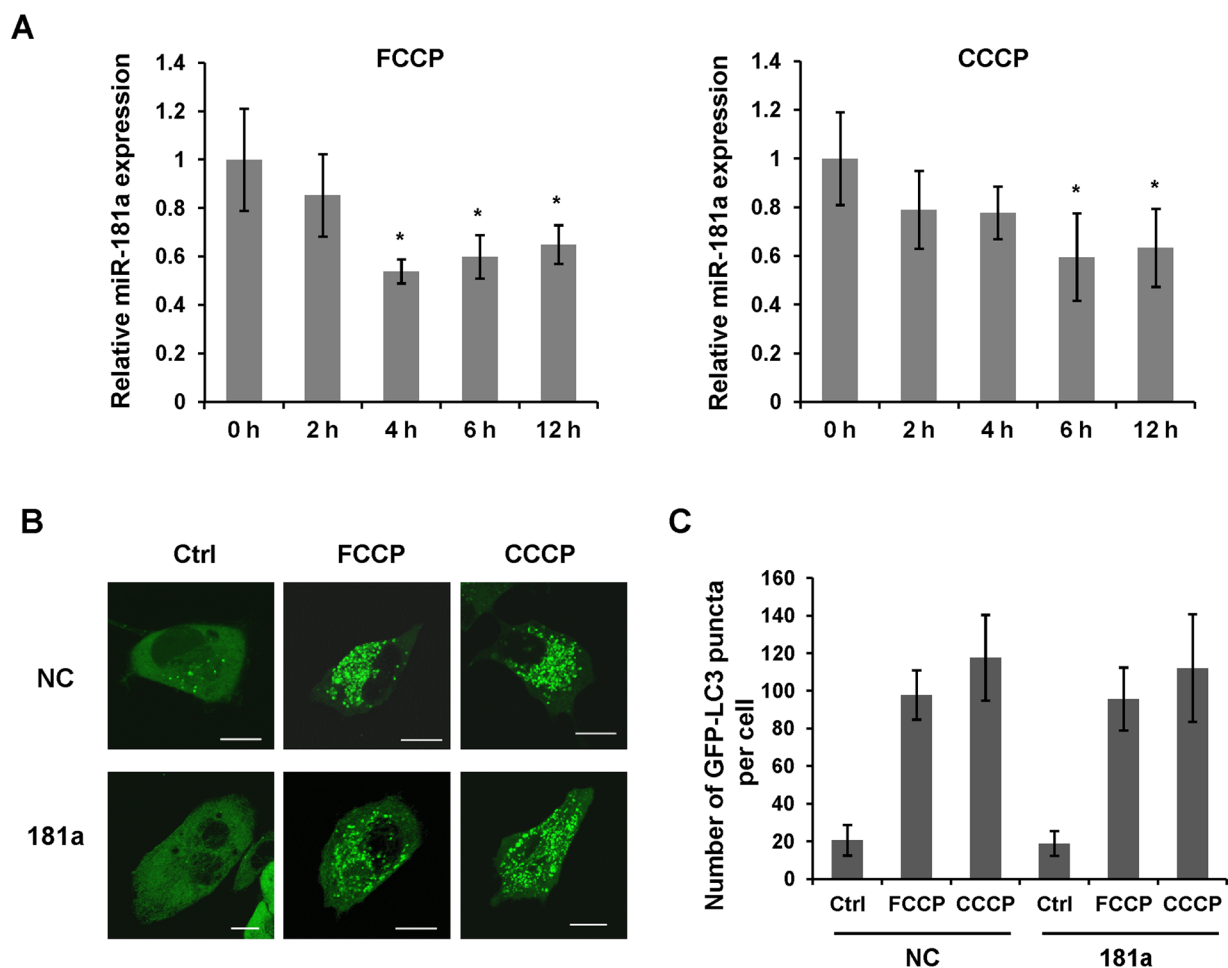 A
FCCP
Relative miR-181a expression
1.4
1.2
1
0.8
0.6
0.4
0.2
0
* * *
0 h 2 h 4 h 6 h 12 h
CCCP
Relative miR-181a expression
1.4
1.2
1
0.8
0.6
0.4
0.2
0
* *
0 h 2 h 4 h 6 h 12 h
B
Ctrl FCCP CCCP
NC
181a
C
Number of GFP-LC3 puncta
per cell
160
140
120
100
80
60
40
20
0
Ctrl FCCP CCCP Ctrl FCCP CCCP
NC 181a